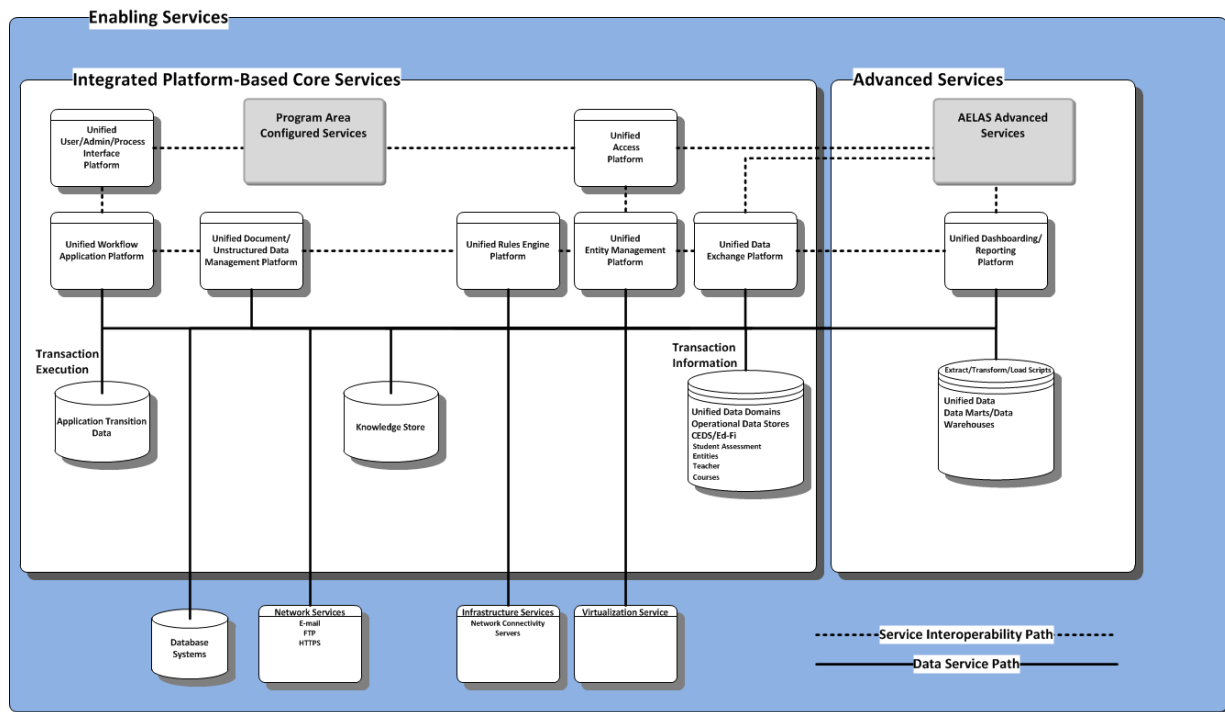 Enabling Services
Integrated Platform-Based Core Services
Advanced Services
Unified
User/Admin/Process
Interface
Platform
Program Area
Configured Services
Unified
Access
Platform
AELAS Advanced
Services
Unified Workflow
Application Platform
Unified Document/
Unstructured Data
Management Platform
Unified Rules Engine
Platform
Unified
Entity Management
Platform
Unified Data
Exchange Platform
Unified Dashboarding/
Reporting
Platform
Transaction
Execution
Transaction
Information
Application Transition
Data
Knowledge Store
Unified Data Domains
Operational Data Stores
CEDS/Ed-Fi
Student Assessment
Entities
Teacher
Courses
Extract/Transform/Load Scripts
Unified Data
Data Marts/Data
Warehouses
Database
Systems
Network Services
E-mail
FTP
HTTPS
Infrastructure Services
Network Connectivity
Servers
Virtualization Service
Service Interoperability Path
Data Service Path